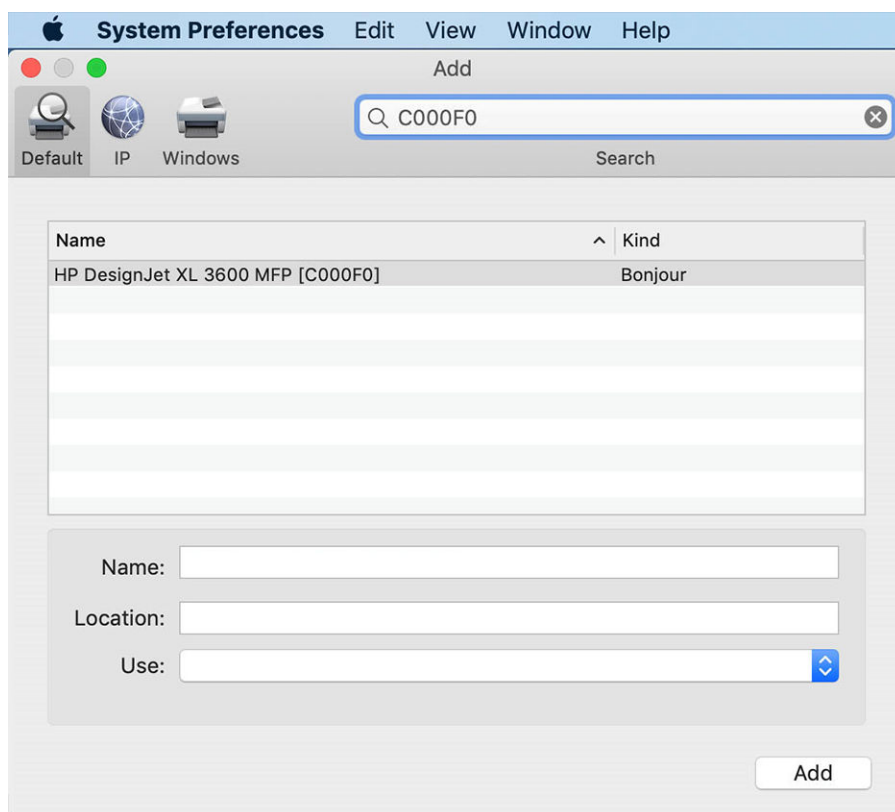 System Preferences Edit View Window Help
Add
C000F0
Default IP Windows Search
Name Kind
HP DesignJet XL 3600 MFP [C000F0] Bonjour
Name:
Location:
Use:
Add